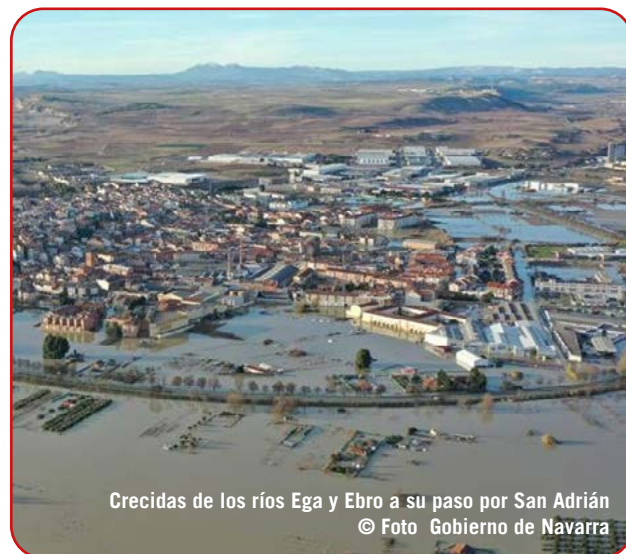 Crecidas de los ríos Ega y Ebro a su paso por San Adrián
© Foto Gobierno de Navarra